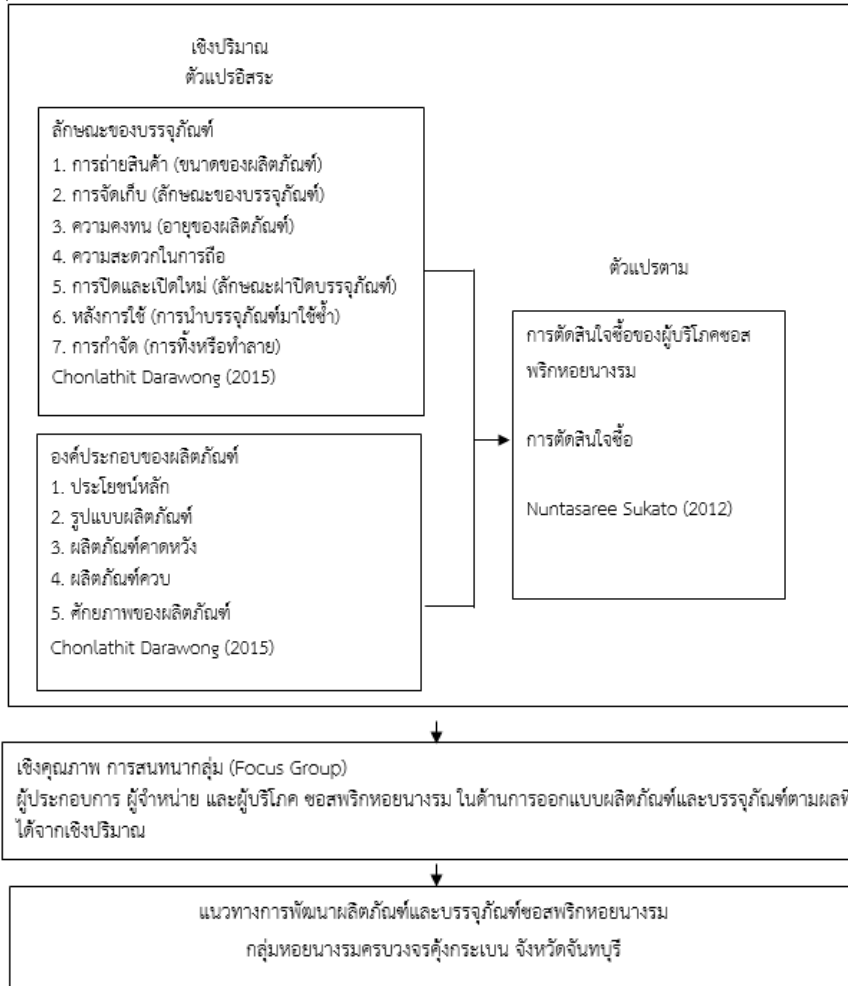 เชิงปริมาณ
ตัวแปรอิสระ
ลักษณะของบรรจุภัณฑ์
1. การถ่ายสินค้า (ขนาดของผลิตภัณฑ์)
2. การจัดเก็บ (ลักษณะของบรรจุภัณฑ์)
3. ความคงทน (อายุของผลิตภัณฑ์)
4. ความสะดวกในการถือ
5. การปิดและเปิดใหม่ (ลักษณะฝาปิดบรรจุภัณฑ์)
6. หลังการใช้ (การนำบรรจุภัณฑ์มาใช้ซ้ำ)
7. การกำจัด (การทิ้งหรือทำลาย)
Chonlathit Darawong (2015)
องค์ประกอบของผลิตภัณฑ์
1. ประโยชน์หลัก
2. รูปแบบผลิตภัณฑ์
3. ผลิตภัณฑ์คาดหวัง
4. ผลิตภัณฑ์ควบ
5. ศักยภาพของผลิตภัณฑ์
Chonlathit Darawong (2015)
ตัวแปรตาม
การตัดสินใจซื้อของผู้บริโภคซอส
พริกหอยนางรม
การตัดสินใจซื้อ
Nuntasaree Sukato (2012)
เชิงคุณภาพ การสนทนากลุ่ม (Focus Group)
ผู้ประกอบการ ผู้จำหน่าย และผู้บริโภค ซอสพริกหอยนางรม ในด้านการออกแบบผลิตภัณฑ์และบรรจุภัณฑ์ตามผลที่
ได้จากเชิงปริมาณ
แนวทางการพัฒนาผลิตภัณฑ์และบรรจุภัณฑ์ซอสพริกหอยนางรม
กลุ่มหอยนางรมครบวงจรคุ้งกระเบน จังหวัดจันทบุรี